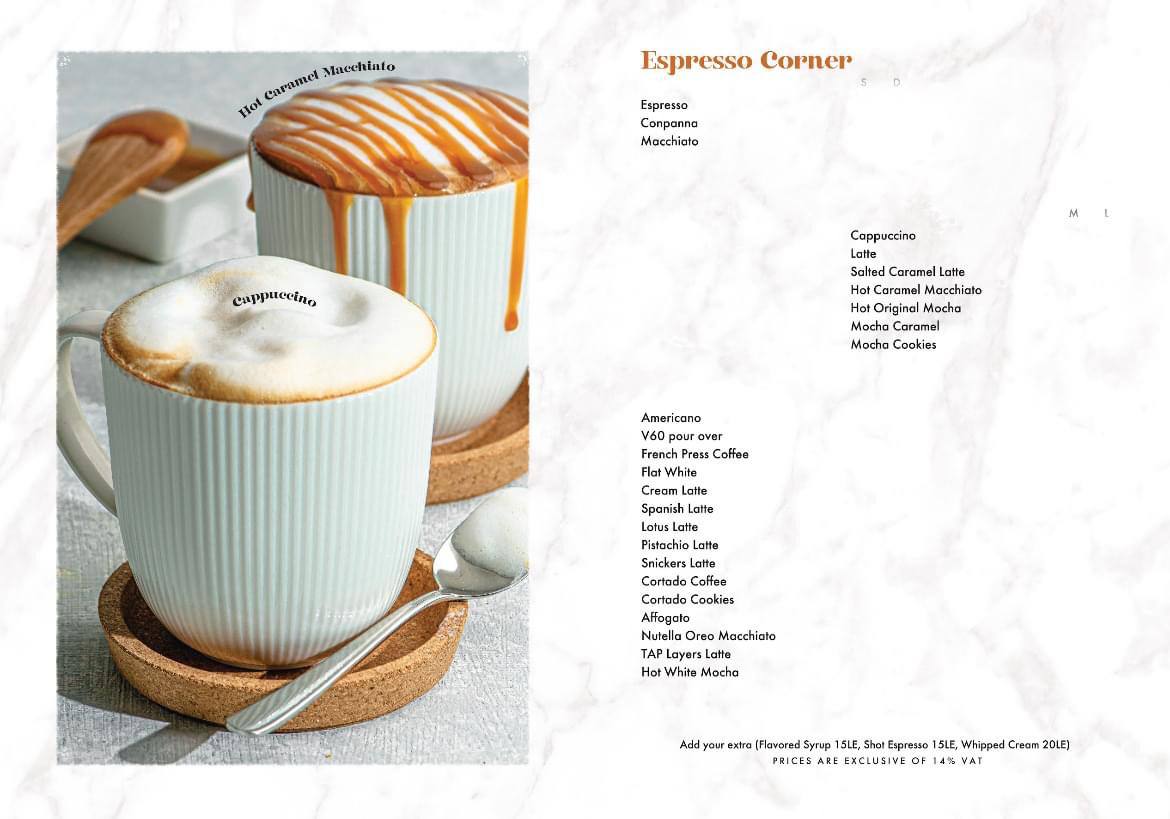 Hot Caramel Macchiato
Cappuccino
Espresso Corner
S D
Espresso
Conpanna
Macchiato
M L
Cappuccino
Latte
Salted Caramel Latte
Hot Caramel Macchiato
Hot Original Mocha
Mocha Caramel
Mocha Cookies
Americano
V60 pour over
French Press Coffee
Flat White
Cream Latte
Spanish Latte
Lotus Latte
Pistachio Latte
Snickers Latte
Cortado Coffee
Cortado Cookies
Affogato
Nutella Oreo Macchiato
TAP Layers Latte
Hot White Mocha
Add your extra (Flavored Syrup 15LE, Shot Espresso 15LE, Whipped Cream 20LE)
PRICES ARE EXCLUSIVE OF 14% VAT